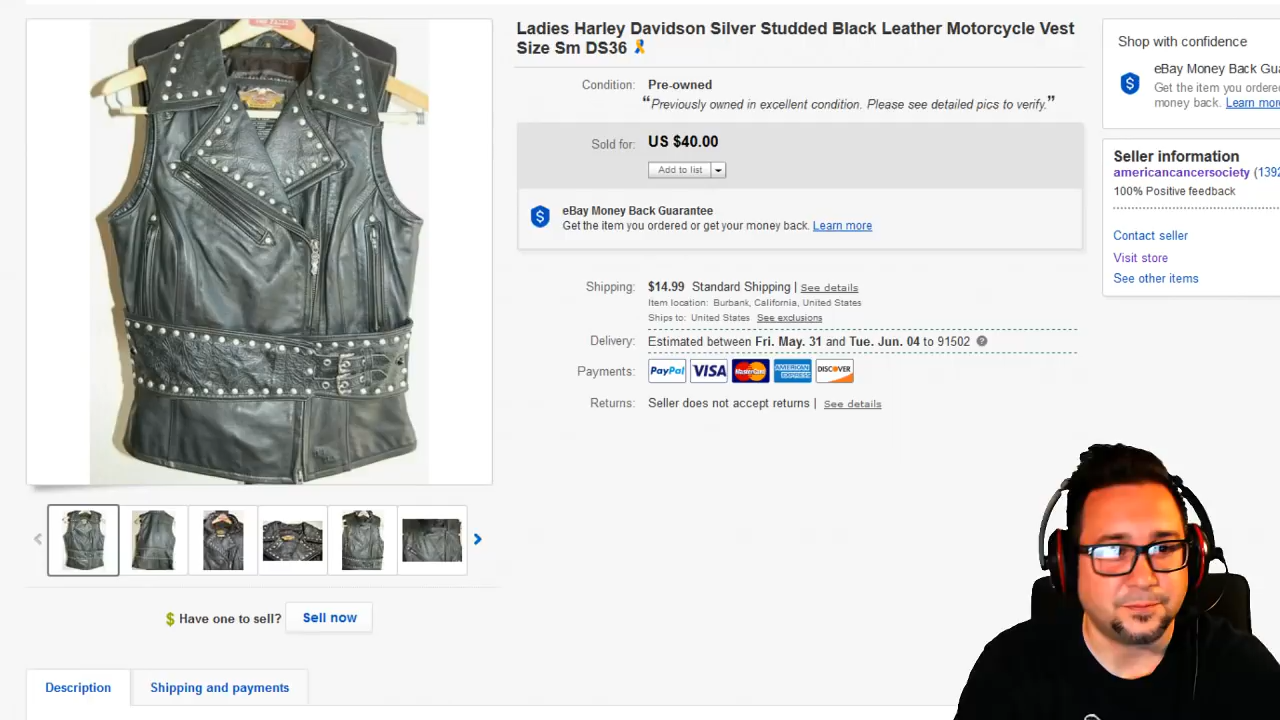 Ladies Harley Davidson Silver Studded Black Leather Motorcycle Vest
Size Sm DS36
Condition: Pre-owned
“Previously owned in excellent condition. Please see detailed pics to verify.”
Sold for: US $40.00
Add to list
eBay Money Back Guarantee
Get the item you ordered or get your money back. Learn more
Shipping: $14.99 Standard Shipping | See details
Item location: Burbank, California, United States
Ships to: United States See exclusions
Delivery: Estimated between Fri. May. 31 and Tue. Jun. 04 to 91502
Payments: PayPal VISA MasterCard AMERICAN EXPRESS DISCOVER
Returns: Seller does not accept returns | See details
Shop with confidence
eBay Money Back Gua
Get the item you ordere
money back. Learn more
Seller information
americancancersociety (1392
100% Positive feedback
Contact seller
Visit store
See other items
$ Have one to sell? Sell now
Description
Shipping and payments